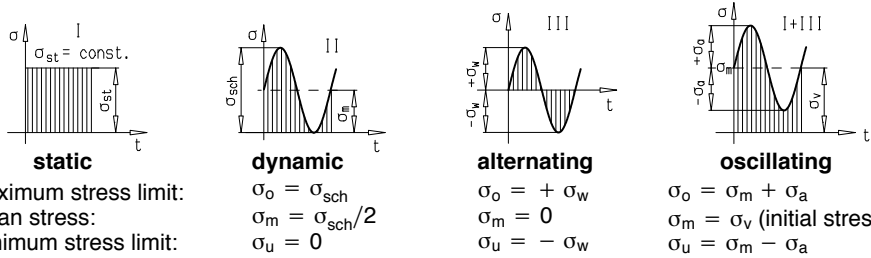 I
σ
σst = const.
σst
t
II
σ
σsch
σm
t
III
σ
+σw
−σw
t
I+III
σ
+σa
σm
−σa
σv
t
static dynamic alternating oscillating
ximum stress limit: σo = σsch σo = + σw σo = σm + σa
an stress: σm = σsch/2 σm = 0 σm = σv (initial stres
nimum stress limit: σu = 0 σu = − σw σu = σm − σa